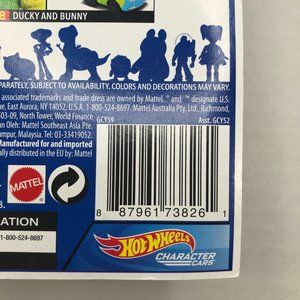 8 DUCKY AND BUNNY
PARATELY. SUBJECT TO AVAILABILITY. COLORS AND DECORATIONS MAY VARY.
associated trademarks and trade dress are owned by Mattel. ® and ™ designate U.S.
East Aurora, NY 14052, U.S.A. 1-800-524-8697. Mattel Australia Pty. Ltd., Richmond,
03-09, North Tower, World Finance
an Oleh: Mattel Southeast Asia Pte.
umpur, Malaysia. Tel: 03-33419052.
Manufactured for and imported
ally distributed in the EU by Mattel
GCY59
Asst. GCY52
MATTEL
8 87961 73826 1
ATION
1-800-524-8697
HOT WHEELS
CHARACTER
CARS